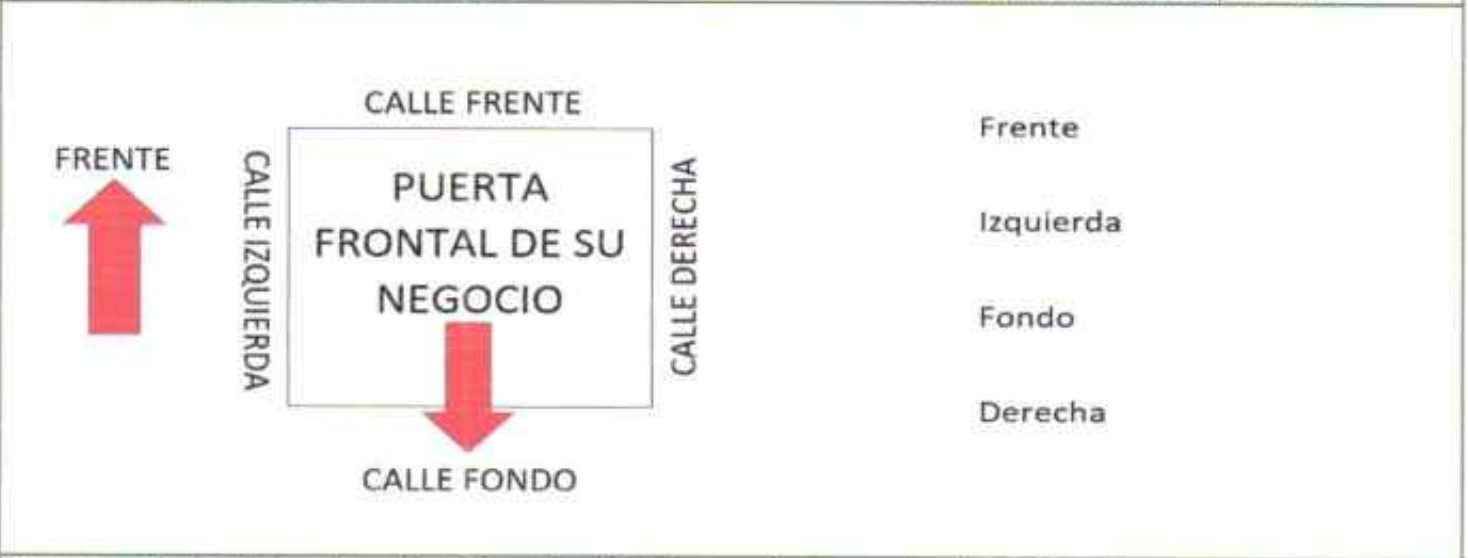 CALLE FRENTE
FRENTE
CALLE IZQUIERDA
PUERTA
FRONTAL DE SU
NEGOCIO
CALLE DERECHA
CALLE FONDO
Frente
Izquierda
Fondo
Derecha